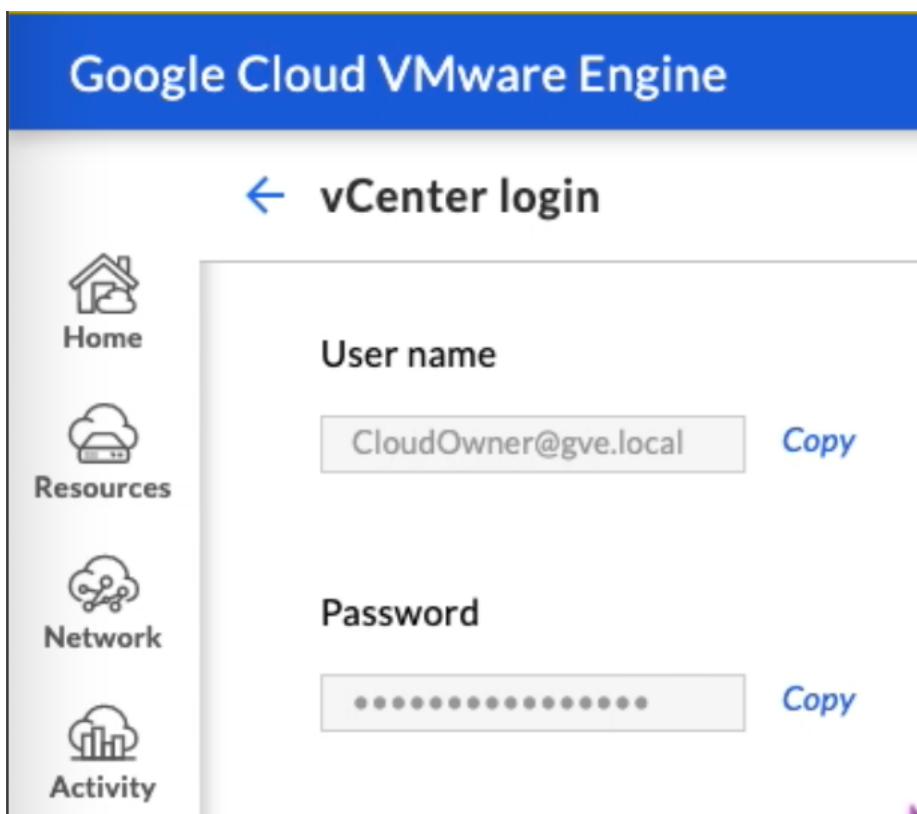 Google Cloud VMware Engine
vCenter login
Home
User name
CloudOwner@gve.local Copy
Resources
Network
Password
•••••••••••••••• Copy
Activity